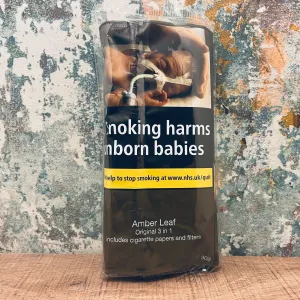 moking harms
nborn babies
help to stop smoking at www.nhs.uk/quit
Amber Leaf
Original 3 in 1
includes cigarette papers and filters